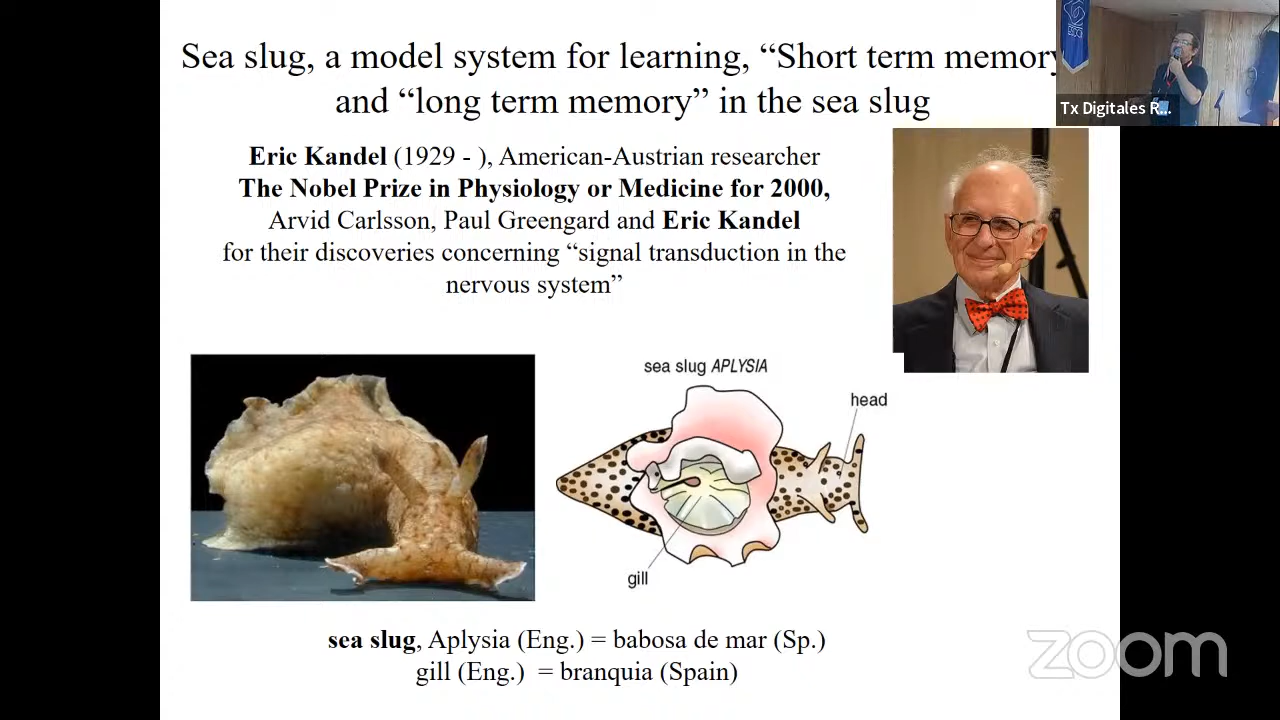 Sea slug, a model system for learning, “Short term memory
and “long term memory” in the sea slug
Tx Digitales R...
Eric Kandel (1929 - ), American-Austrian researcher
The Nobel Prize in Physiology or Medicine for 2000,
Arvid Carlsson, Paul Greengard and Eric Kandel
for their discoveries concerning “signal transduction in the
nervous system”
sea slug APLYSIA
head
gill
sea slug, Aplysia (Eng.) = babosa de mar (Sp.)
gill (Eng.) = branquia (Spain)
zoom